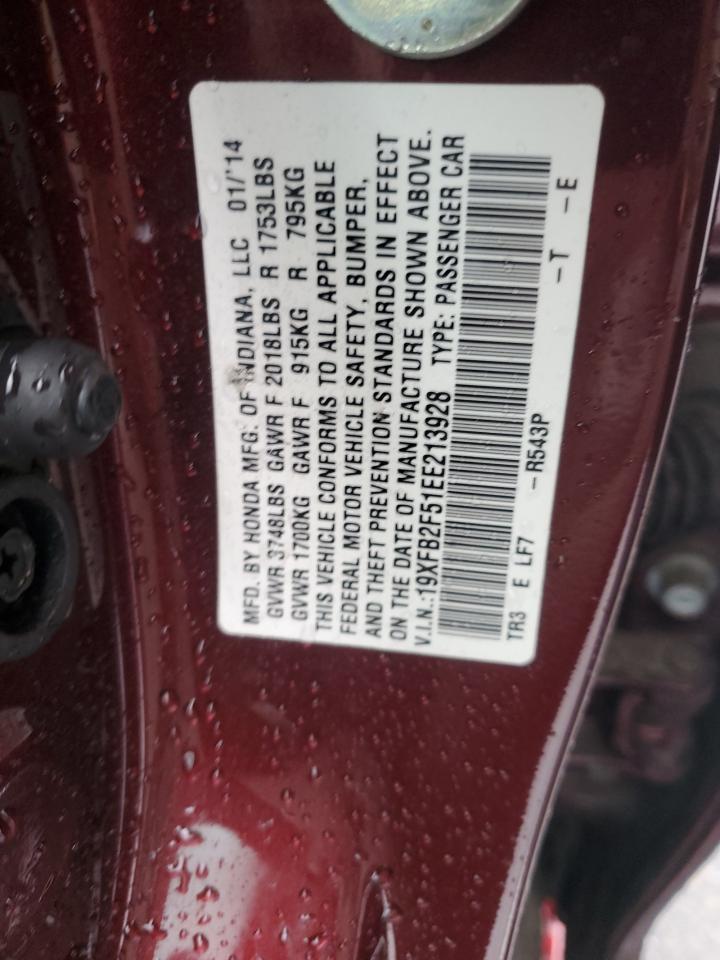 MFD. BY HONDA MFG. OF INDIANA, LLC 01/'14
GVWR 3748LBS GAWR F 2018LBS R 1753LBS
GVWR 1700KG GAWR F 915KG R 795KG
THIS VEHICLE CONFORMS TO ALL APPLICABLE
FEDERAL MOTOR VEHICLE SAFETY, BUMPER,
AND THEFT PREVENTION STANDARDS IN EFFECT
ON THE DATE OF MANUFACTURE SHOWN ABOVE.
V.I.N.:19XFB2F51EE213928 TYPE: PASSENGER CAR
TR3 E LF7 -R543P -T -E